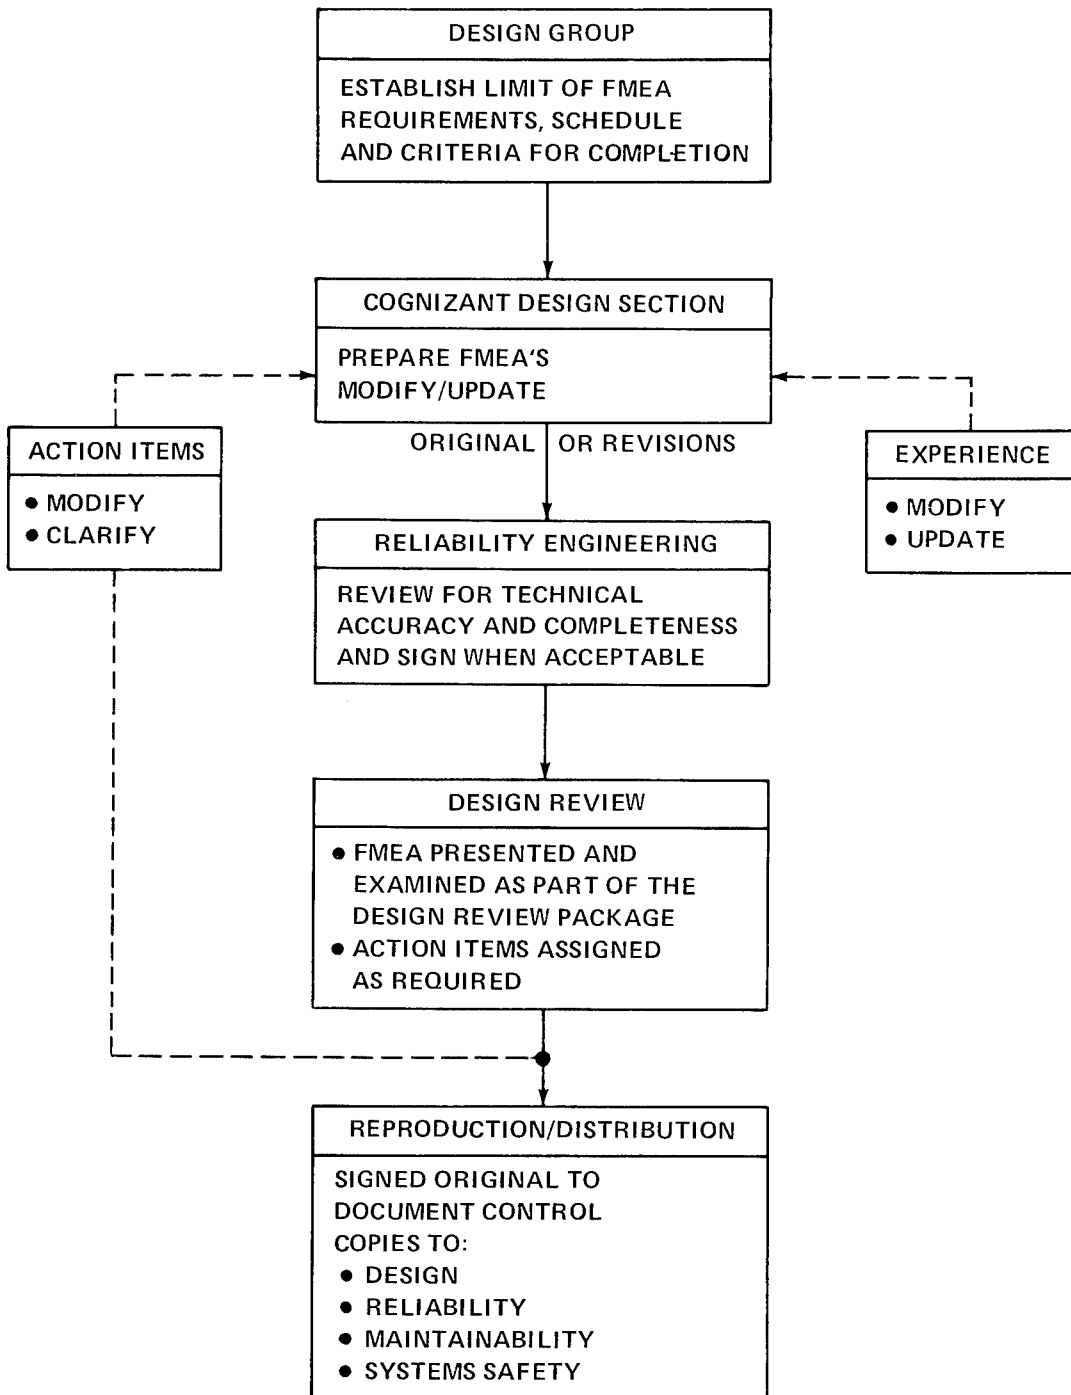 DESIGN GROUP
ESTABLISH LIMIT OF FMEA
REQUIREMENTS, SCHEDULE
AND CRITERIA FOR COMPLETION
COGNIZANT DESIGN SECTION
PREPARE FMEA'S
MODIFY/UPDATE
ORIGINAL OR REVISIONS
ACTION ITEMS
• MODIFY
• CLARIFY
EXPERIENCE
• MODIFY
• UPDATE
RELIABILITY ENGINEERING
REVIEW FOR TECHNICAL
ACCURACY AND COMPLETENESS
AND SIGN WHEN ACCEPTABLE
DESIGN REVIEW
• FMEA PRESENTED AND
EXAMINED AS PART OF THE
DESIGN REVIEW PACKAGE
• ACTION ITEMS ASSIGNED
AS REQUIRED
REPRODUCTION/DISTRIBUTION
SIGNED ORIGINAL TO
DOCUMENT CONTROL
COPIES TO:
• DESIGN
• RELIABILITY
• MAINTAINABILITY
• SYSTEMS SAFETY